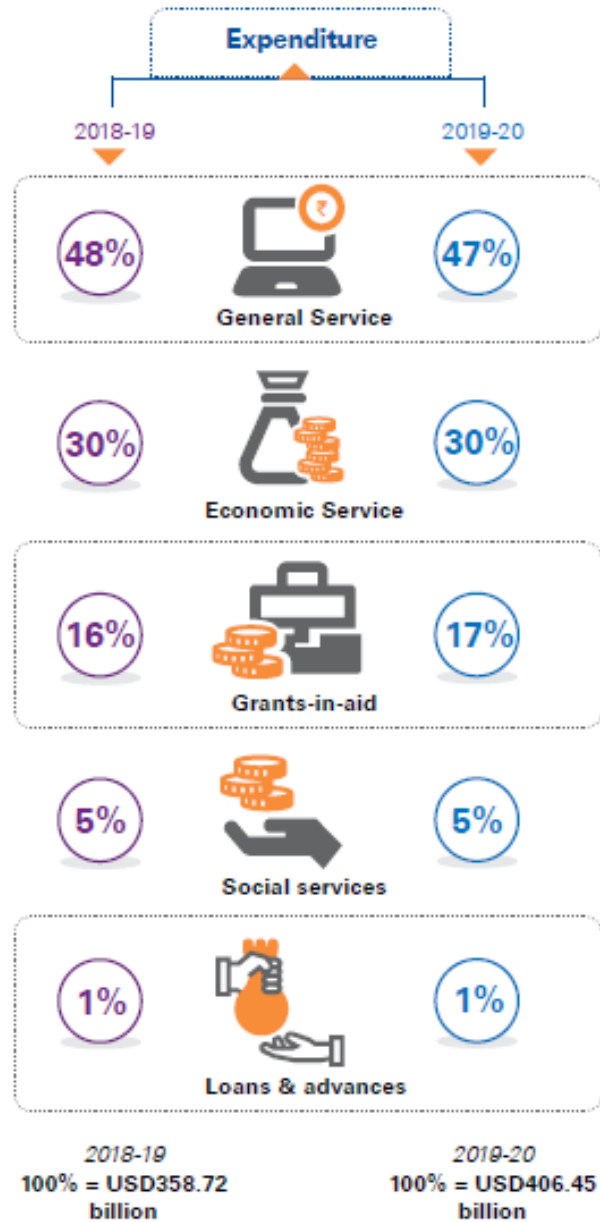 Expenditure
2018-19
2019-20
₹
48%
47%
General Service
30%
30%
Economic Service
16%
17%
Grants-in-aid
5%
5%
Social services
1%
1%
Loans & advances
2018-19
100% = USD358.72
billion
2019-20
100% = USD406.45
billion